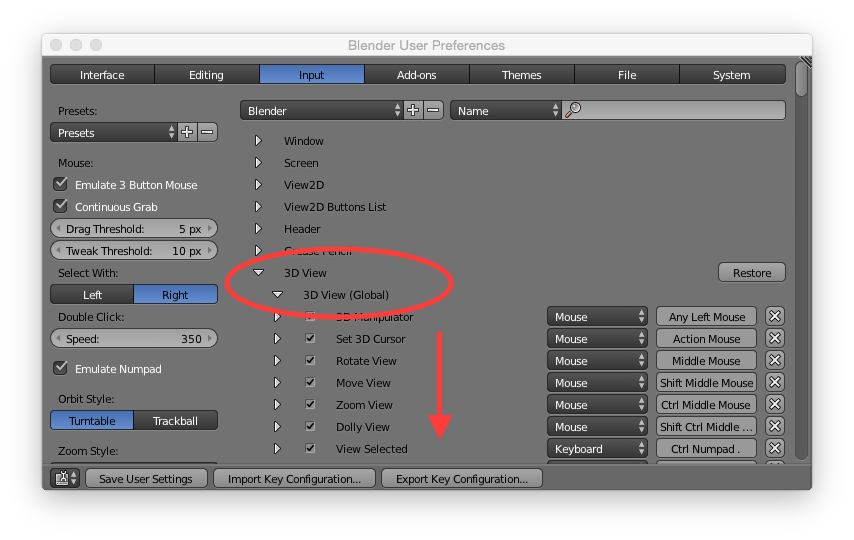 Blender User Preferences
Interface Editing Input Add-ons Themes File System
Presets:
Presets
Mouse:
Emulate 3 Button Mouse
Continuous Grab
Drag Threshold: 5 px
Tweak Threshold: 10 px
Select With:
Left Right
Double Click:
Speed: 350
Emulate Numpad
Orbit Style:
Turntable Trackball
Zoom Style:
Blender Name
Window
Screen
View2D
View2D Buttons List
Header
Grease Pencil
3D View Restore
3D View (Global)
3D Manipulator Mouse Any Left Mouse
Set 3D Cursor Mouse Action Mouse
Rotate View Mouse Middle Mouse
Move View Mouse Shift Middle Mouse
Zoom View Mouse Ctrl Middle Mouse
Dolly View Mouse Shift Ctrl Middle ...
View Selected Keyboard Ctrl Numpad .
Save User Settings Import Key Configuration... Export Key Configuration...